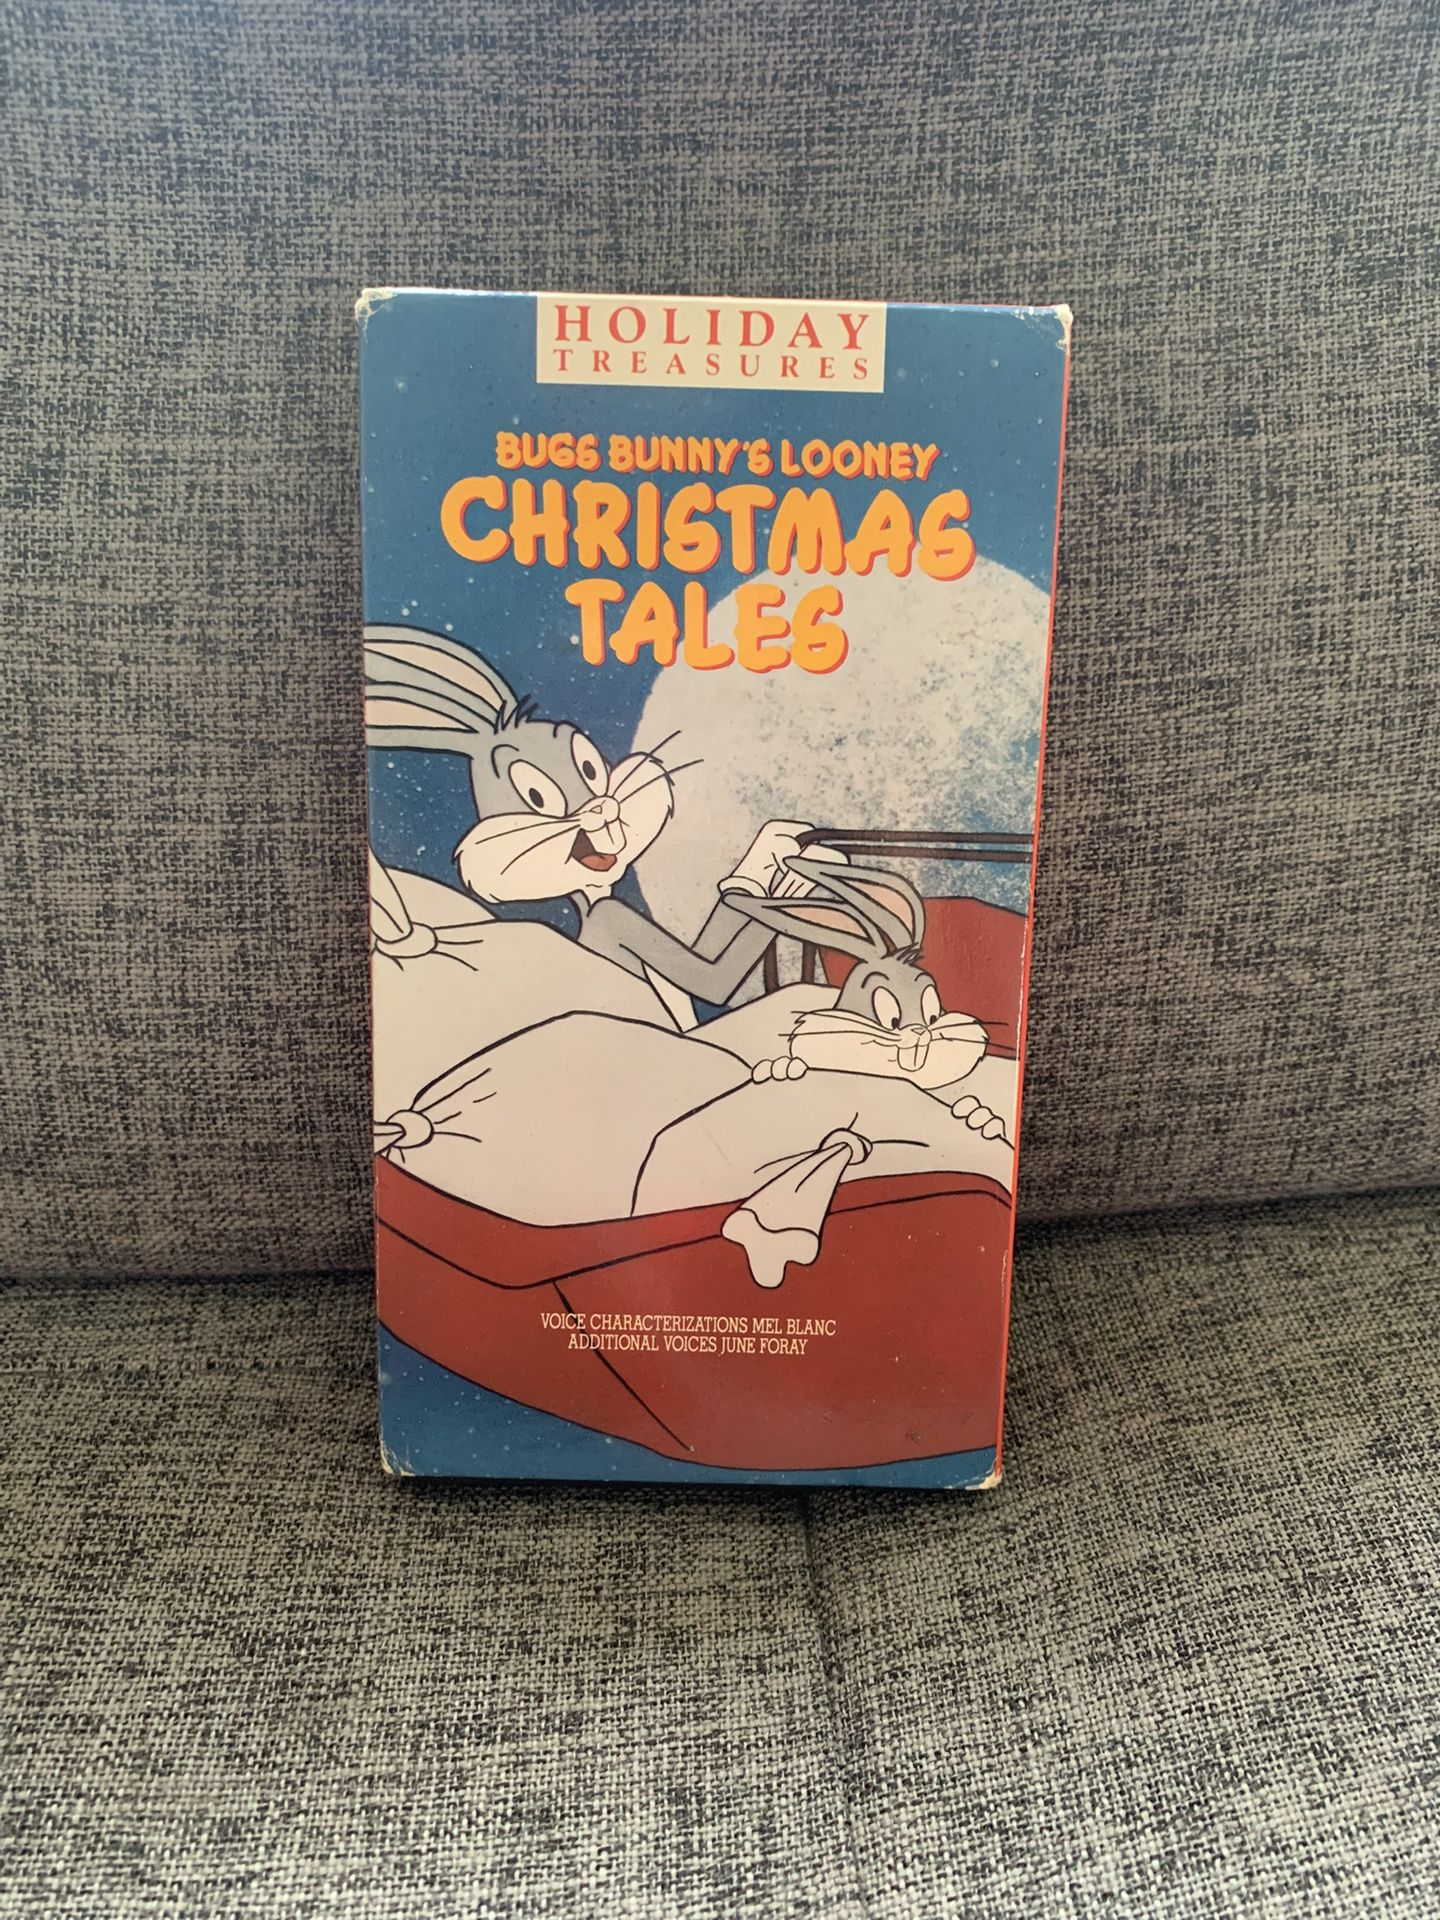 HOLIDAY
TREASURES
BUGS BUNNY'S LOONEY
CHRISTMAS
TALES
VOICE CHARACTERIZATIONS MEL BLANC
ADDITIONAL VOICES JUNE FORAY